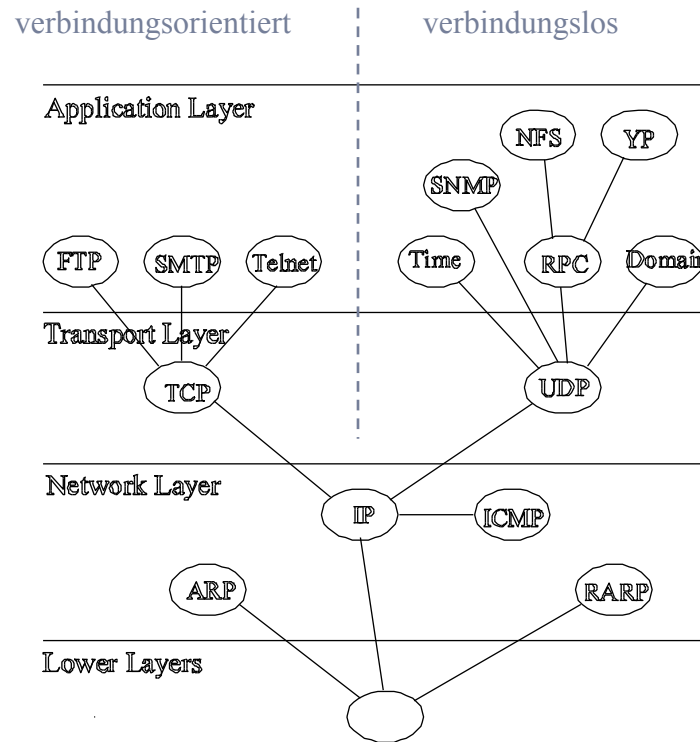 verbindungsorientiert verbindungslos
Application Layer
NFS YP
SNMP
FTP SMTP Telnet Time RPC Domain
Transport Layer
TCP UDP
Network Layer
IP ICMP
ARP RARP
Lower Layers